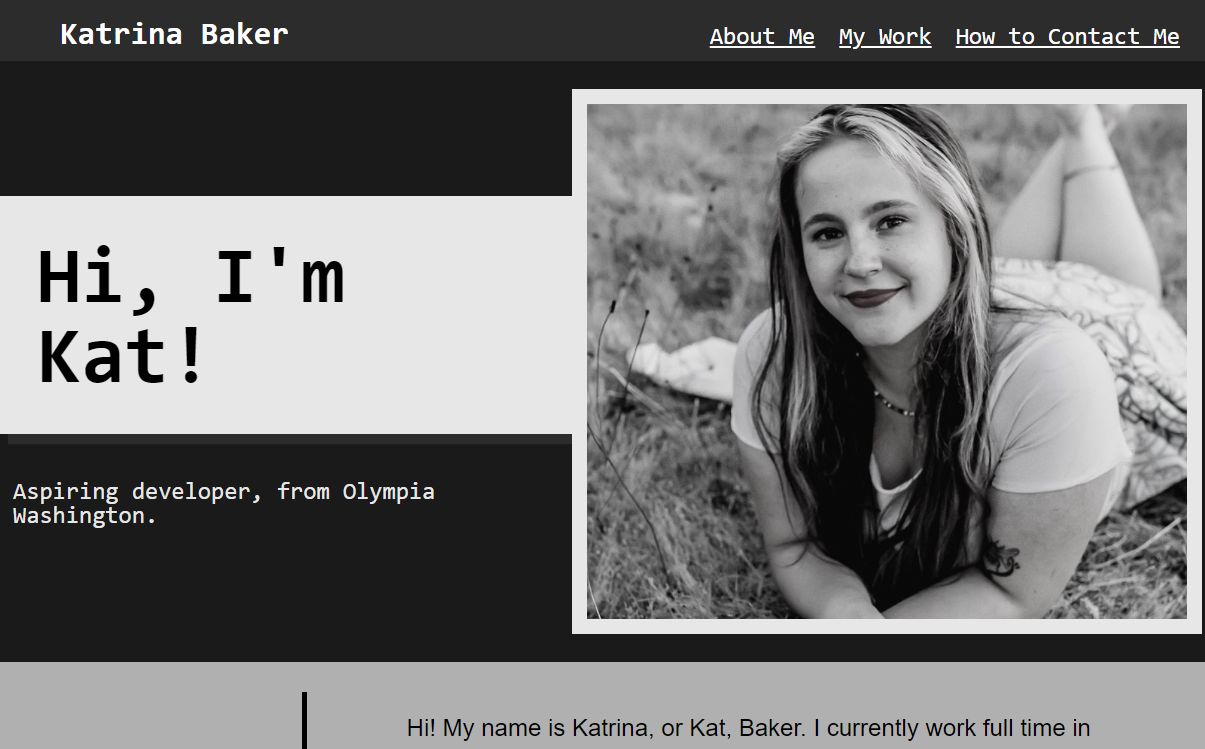 Katrina Baker
About Me My Work How to Contact Me
Hi, I'm
Kat!
Aspiring developer, from Olympia
Washington.
Hi! My name is Katrina, or Kat, Baker. I currently work full time in